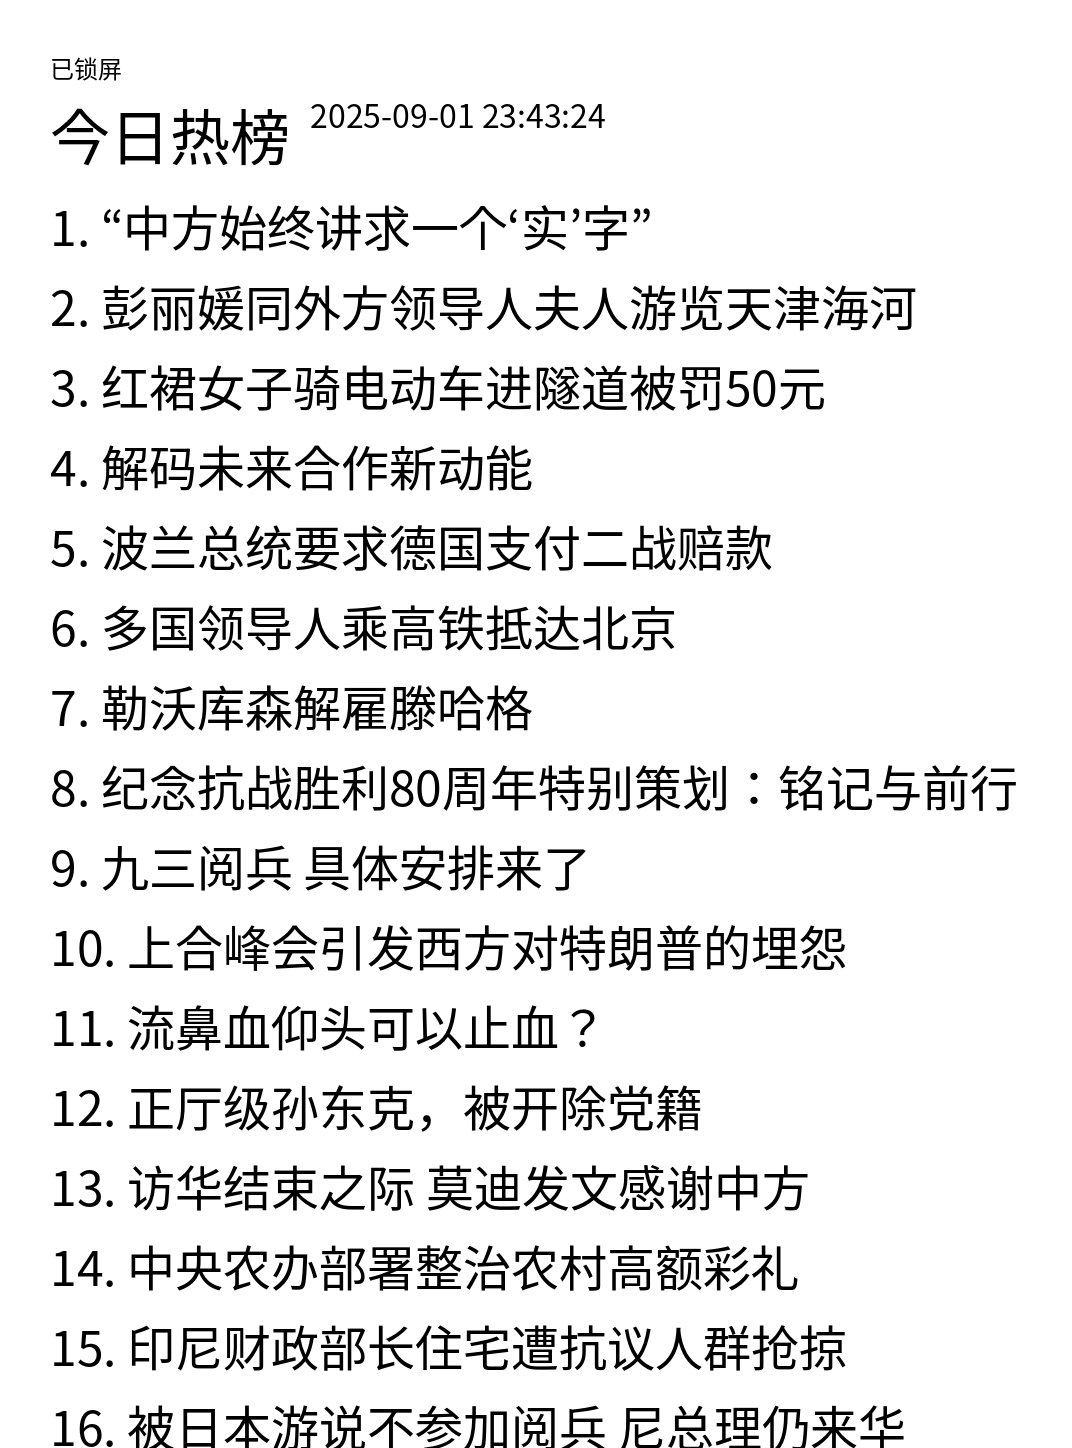 已锁屏
今日热榜 2025-09-01 23:43:24
1. “中方始终讲求一个‘实’字”
2. 彭丽媛同外方领导人夫人游览天津海河
3. 红裙女子骑电动车进隧道被罚50元
4. 解码未来合作新动能
5. 波兰总统要求德国支付二战赔款
6. 多国领导人乘高铁抵达北京
7. 勒沃库森解雇滕哈格
8. 纪念抗战胜利80周年特别策划：铭记与前行
9. 九三阅兵 具体安排来了
10. 上合峰会引发西方对特朗普的埋怨
11. 流鼻血仰头可以止血？
12. 正厅级孙东克，被开除党籍
13. 访华结束之际 莫迪发文感谢中方
14. 中央农办部署整治农村高额彩礼
15. 印尼财政部长住宅遭抗议人群抢掠
16. 被日本游说不参加阅兵 尼总理仍来华